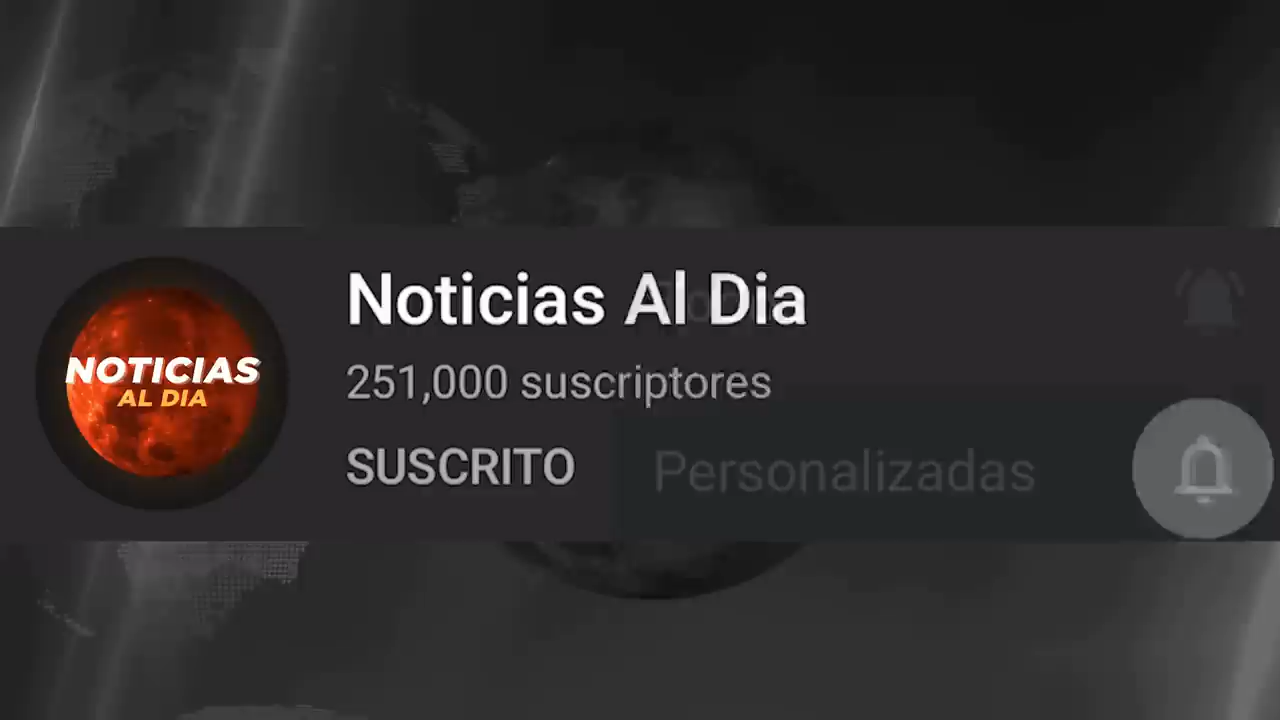 Noticias Al Dia
NOTICIAS
AL DIA
251,000 suscriptores
SUSCRITO
Personalizadas